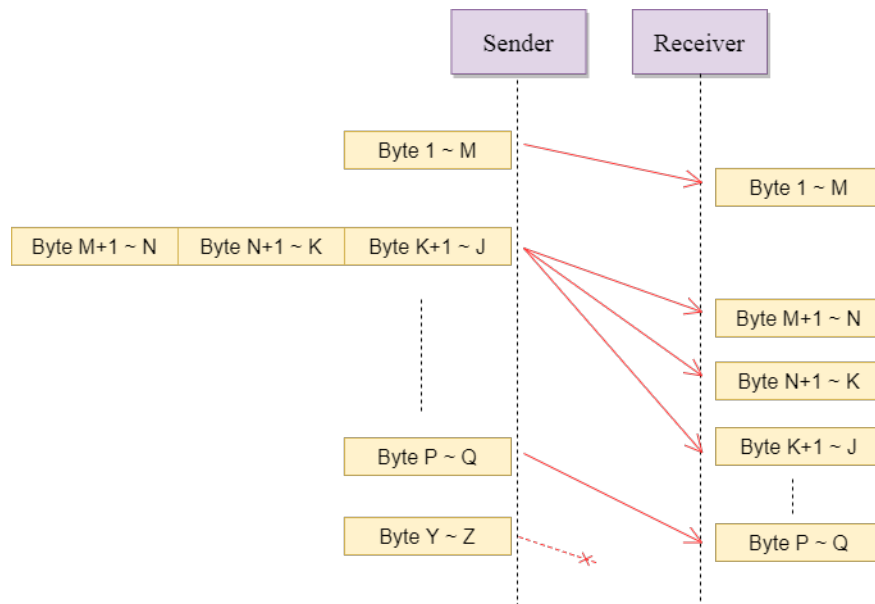 Sender
Receiver
Byte 1 ~ M
Byte 1 ~ M
Byte M+1 ~ N
Byte N+1 ~ K
Byte K+1 ~ J
Byte M+1 ~ N
Byte N+1 ~ K
Byte K+1 ~ J
Byte P ~ Q
Byte Y ~ Z
Byte P ~ Q